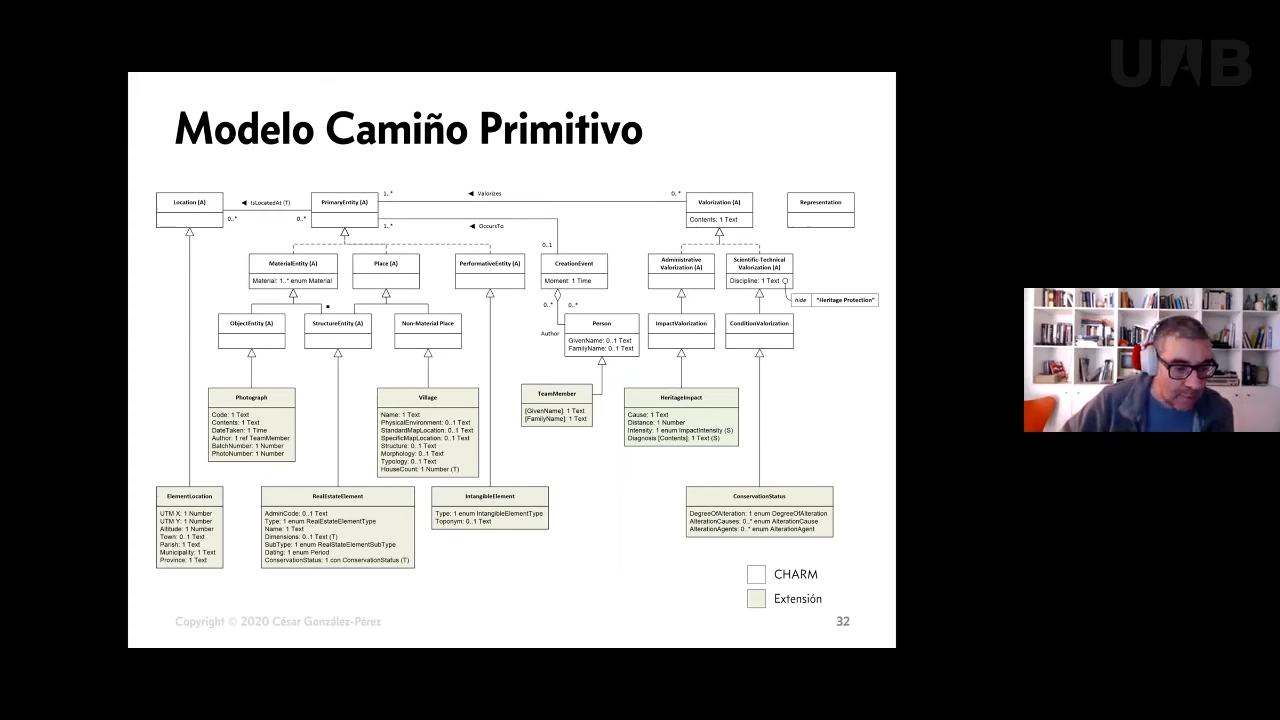 UAB
Modelo Camiño Primitivo
Location (A)
◄ IsLocatedAt (T)
0..*
0..*
PrimaryEntity (A)
1..*
◄ Valorizes
0..*
1..*
◄ OccursTo
0..1
Valorization (A)
Contents: 1 Text
Representation
MaterialEntity (A)
Material: 1..* enum Material
Place (A)
PerformativeEntity (A)
CreationEvent
Moment: 1 Time
Administrative
Valorization (A)
Scientific-Technical
Valorization (A)
Discipline: 1 Text
hide
"Heritage Protection"
ObjectEntity (A)
StructureEntity (A)
Non-Material Place
0..*
0..*
Author
Person
GivenName: 0..1 Text
FamilyName: 0..1 Text
ImpactValorization
ConditionValorization
Photograph
Code: 1 Text
Contents: 1 Text
DateTaken: 1 Time
Author: 1 ref TeamMember
BatchNumber: 1 Number
PhotoNumber: 1 Number
Village
Name: 1 Text
PhysicalEnvironment: 0..1 Text
StandardMapLocation: 0..1 Text
SpecificMapLocation: 0..1 Text
Structure: 0..1 Text
Morphology: 0..1 Text
Typology: 0..1 Text
HouseCount: 1 Number (T)
TeamMember
[GivenName]: 1 Text
[FamilyName]: 1 Text
HeritageImpact
Cause: 1 Text
Distance: 1 Number
Intensity: 1 enum ImpactIntensity (S)
Diagnosis [Contents]: 1 Text (S)
ElementLocation
UTM X: 1 Number
UTM Y: 1 Number
Altitude: 1 Number
Town: 0..1 Text
Parish: 1 Text
Municipality: 1 Text
Province: 1 Text
RealEstateElement
AdminCode: 0..1 Text
Type: 1 enum RealEstateElementType
Name: 1 Text
Dimensions: 0..1 Text (T)
SubType: 1 enum RealStateElementSubType
Dating: 1 enum Period
ConservationStatus: 1 con ConservationStatus (T)
IntangibleElement
Type: 1 enum IntangibleElementType
Toponym: 0..1 Text
ConservationStatus
DegreeOfAlteration: 1 enum DegreeOfAlteration
AlterationCauses: 0..* enum AlterationCause
AlterationAgents: 0..* enum AlterationAgent
CHARM
Extensión
Copyright © 2020 César González-Pérez
32